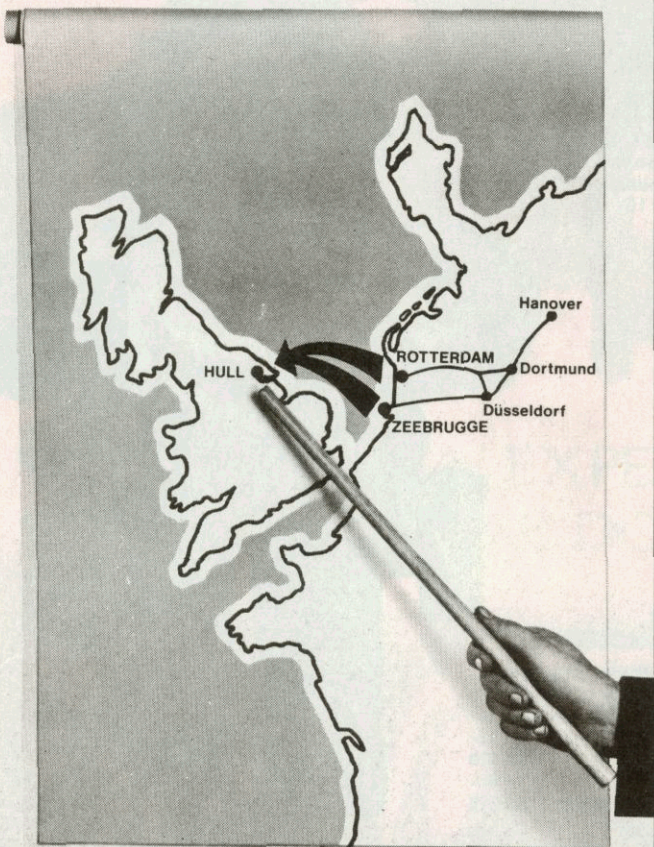 Hanover
ROTTERDAM
HULL
Dortmund
Düsseldorf
ZEEBRUGGE